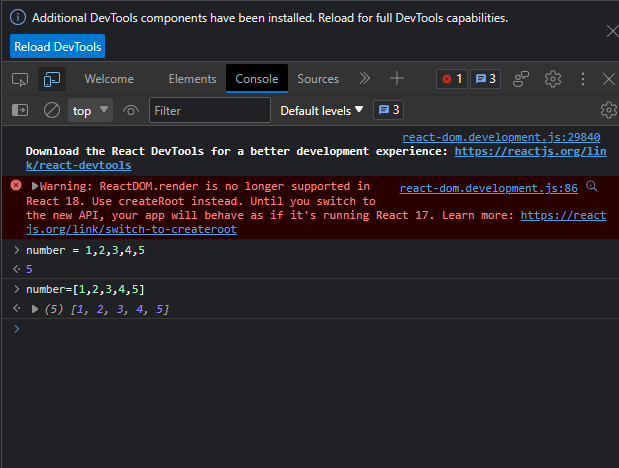 Additional DevTools components have been installed. Reload for full DevTools capabilities.
Reload DevTools
Welcome Elements Console Sources 1 3
top Filter Default levels 3
react-dom.development.js:29840
Download the React DevTools for a better development experience: https://reactjs.org/lin
k/react-devtools
Warning: ReactDOM.render is no longer supported in react-dom.development.js:86
React 18. Use createRoot instead. Until you switch to
the new API, your app will behave as if it's running React 17. Learn more: https://react
js.org/link/switch-to-createroot
number = 1,2,3,4,5
5
number=[1,2,3,4,5]
(5) [1, 2, 3, 4, 5]